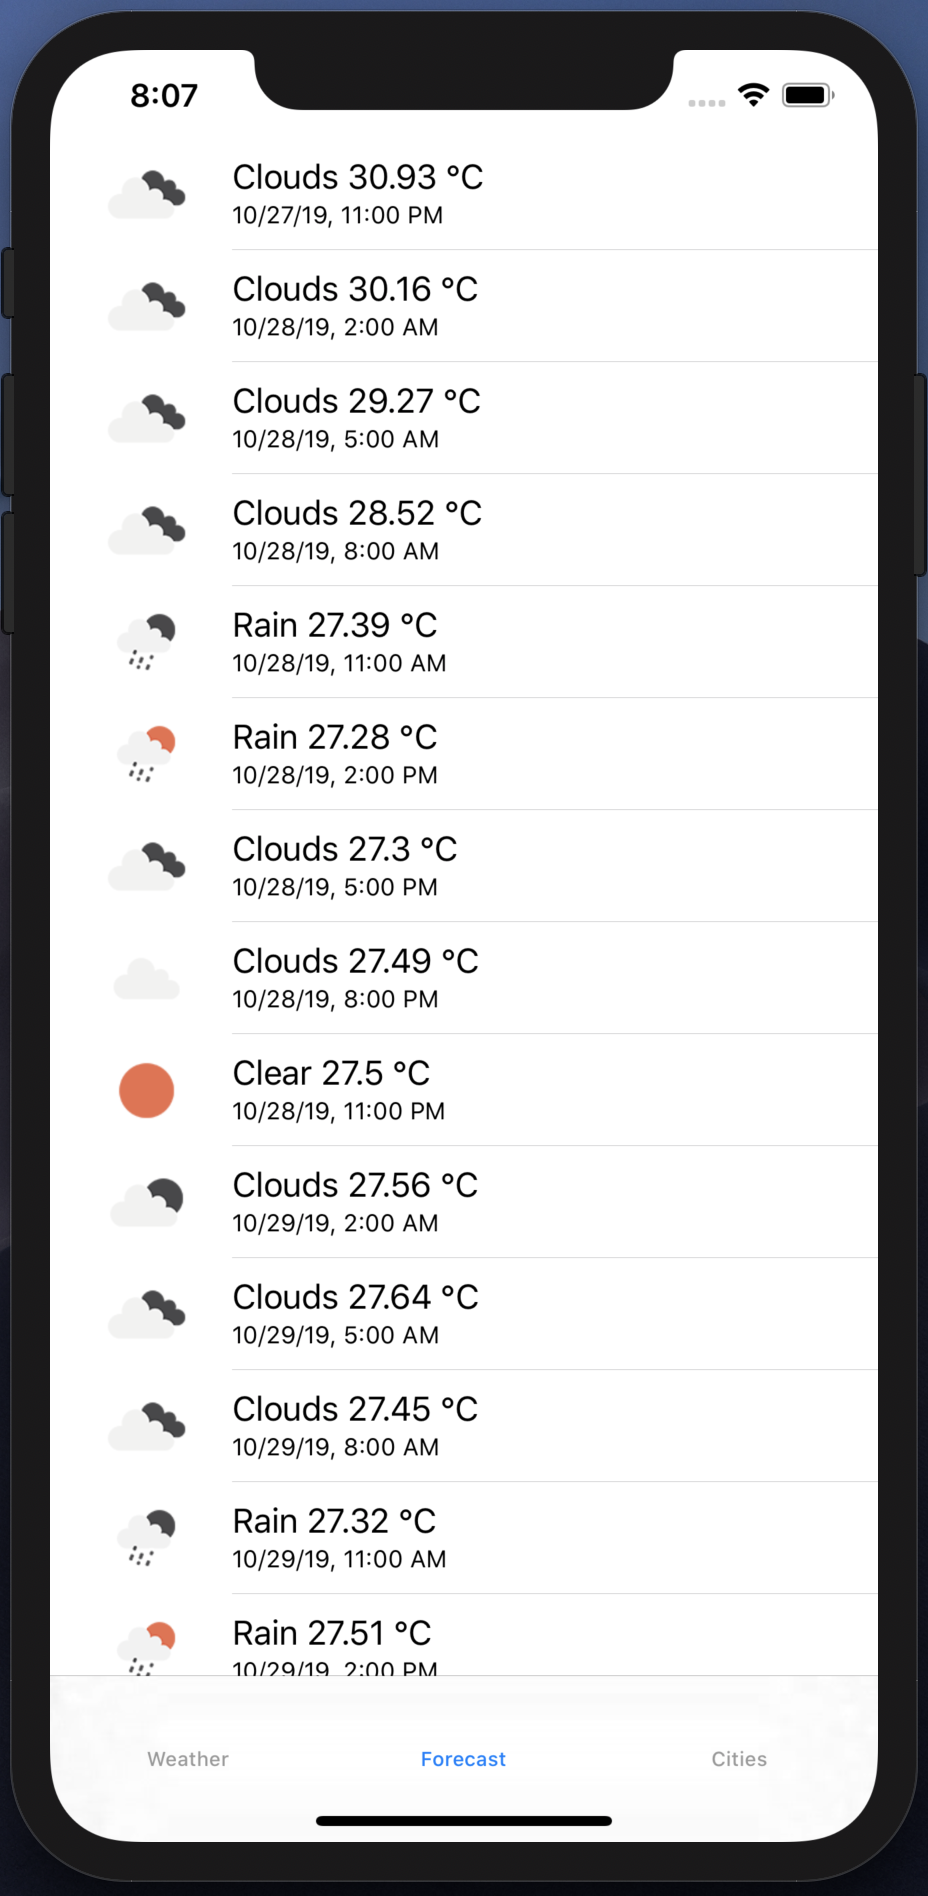 8:07
Clouds 30.93 °C
10/27/19, 11:00 PM
Clouds 30.16 °C
10/28/19, 2:00 AM
Clouds 29.27 °C
10/28/19, 5:00 AM
Clouds 28.52 °C
10/28/19, 8:00 AM
Rain 27.39 °C
10/28/19, 11:00 AM
Rain 27.28 °C
10/28/19, 2:00 PM
Clouds 27.3 °C
10/28/19, 5:00 PM
Clouds 27.49 °C
10/28/19, 8:00 PM
Clear 27.5 °C
10/28/19, 11:00 PM
Clouds 27.56 °C
10/29/19, 2:00 AM
Clouds 27.64 °C
10/29/19, 5:00 AM
Clouds 27.45 °C
10/29/19, 8:00 AM
Rain 27.32 °C
10/29/19, 11:00 AM
Rain 27.51 °C
10/29/19, 2:00 PM
Weather Forecast Cities